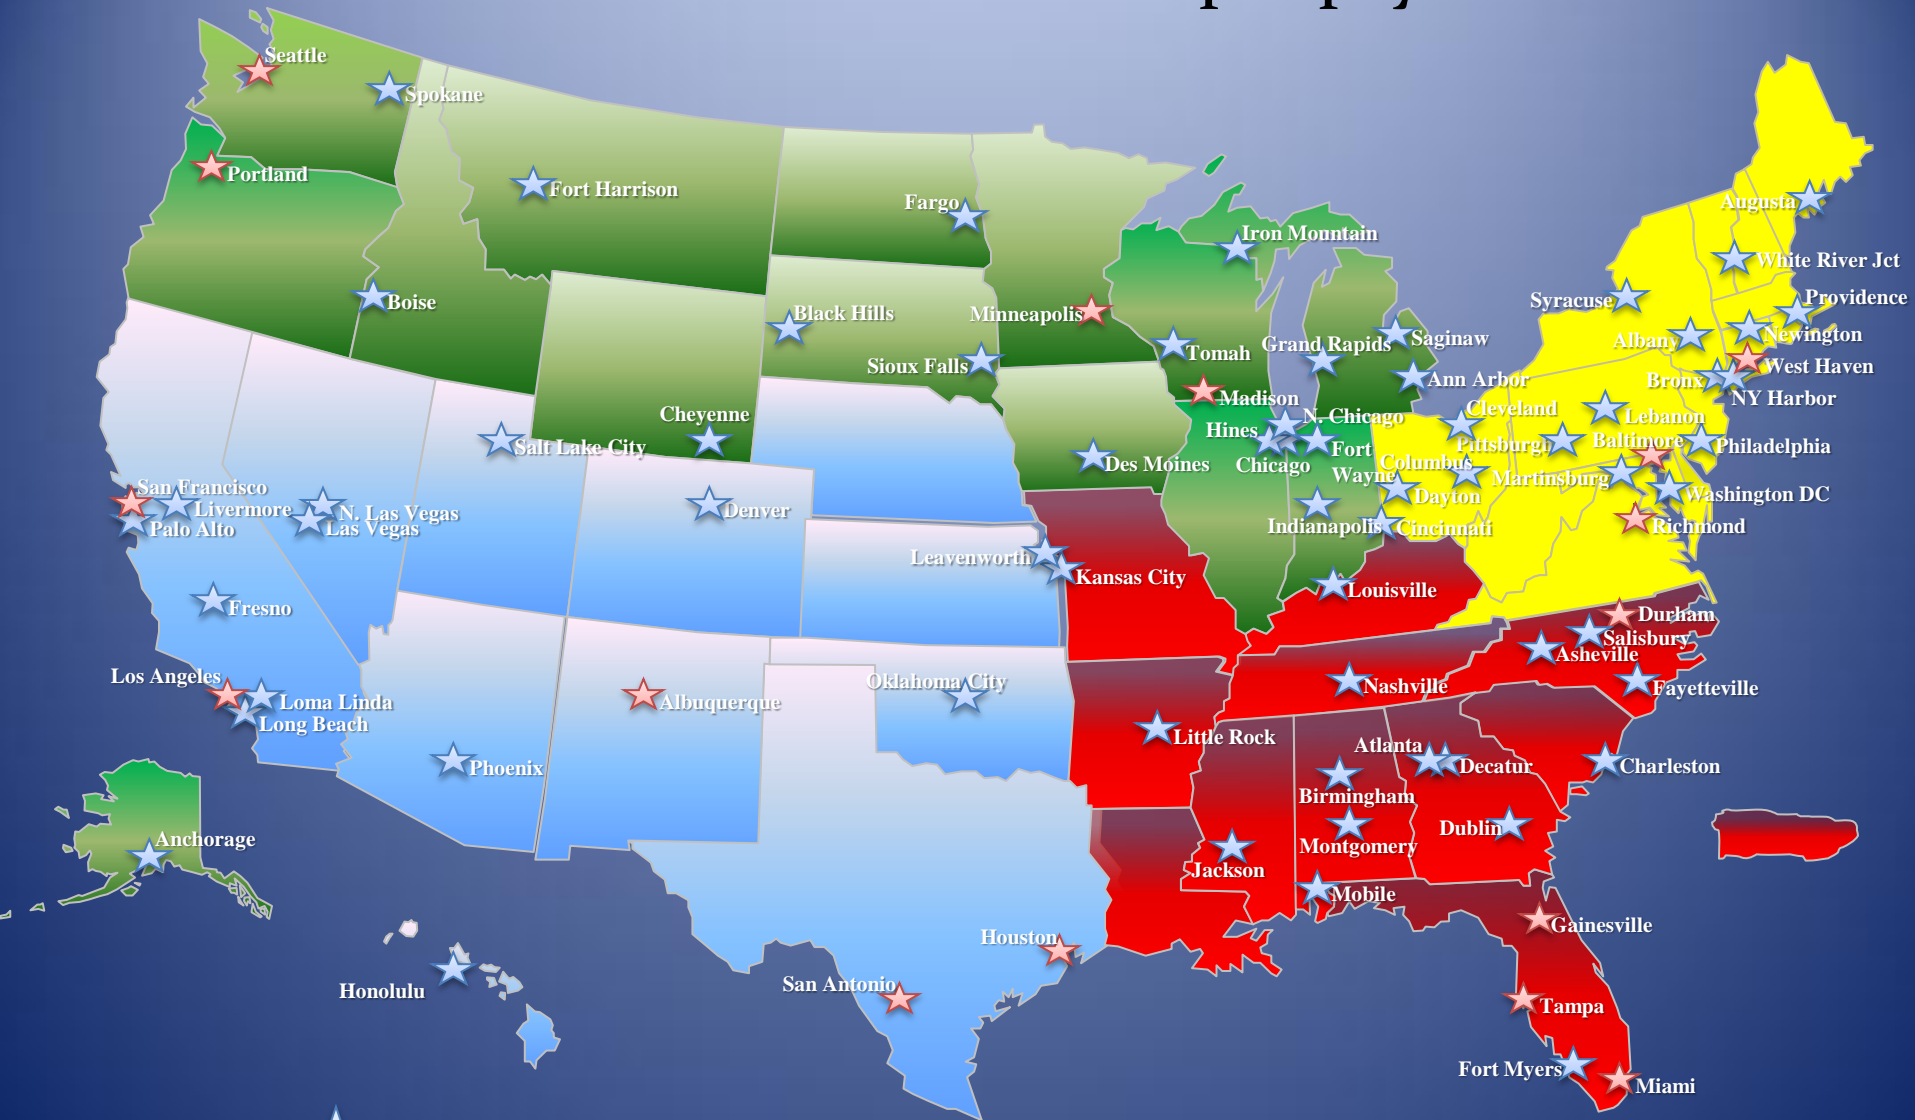 Seattle
Spokane
Portland
Fort Harrison
Fargo
Augusta
Iron Mountain
White River Jct
Boise
Syracuse
Providence
Black Hills
Minneapolis
Newington
Saginaw
Albany
Grand Rapids
Tomah
Sioux Falls
West Haven
Ann Arbor
Bronx
Madison
NY Harbor
Cheyenne
Cleveland
N. Chicago
Lebanon
Hines
Salt Lake City
Pittsburgh
Baltimore
Philadelphia
Fort
Wayne
Chicago
Des Moines
Columbus
Martinsburg
San Francisco
Dayton
Washington DC
Livermore
N. Las Vegas
Denver
Palo Alto
Las Vegas
Indianapolis
Cincinnati
Richmond
Leavenworth
Kansas City
Louisville
Fresno
Durham
Salisbury
Asheville
Los Angeles
Oklahoma City
Nashville
Fayetteville
Loma Linda
Albuquerque
Long Beach
Little Rock
Atlanta
Phoenix
Decatur
Charleston
Birmingham
Dublin
Anchorage
Montgomery
Jackson
Mobile
Gainesville
Houston
San Antonio
Honolulu
Tampa
Fort Myers
Miami